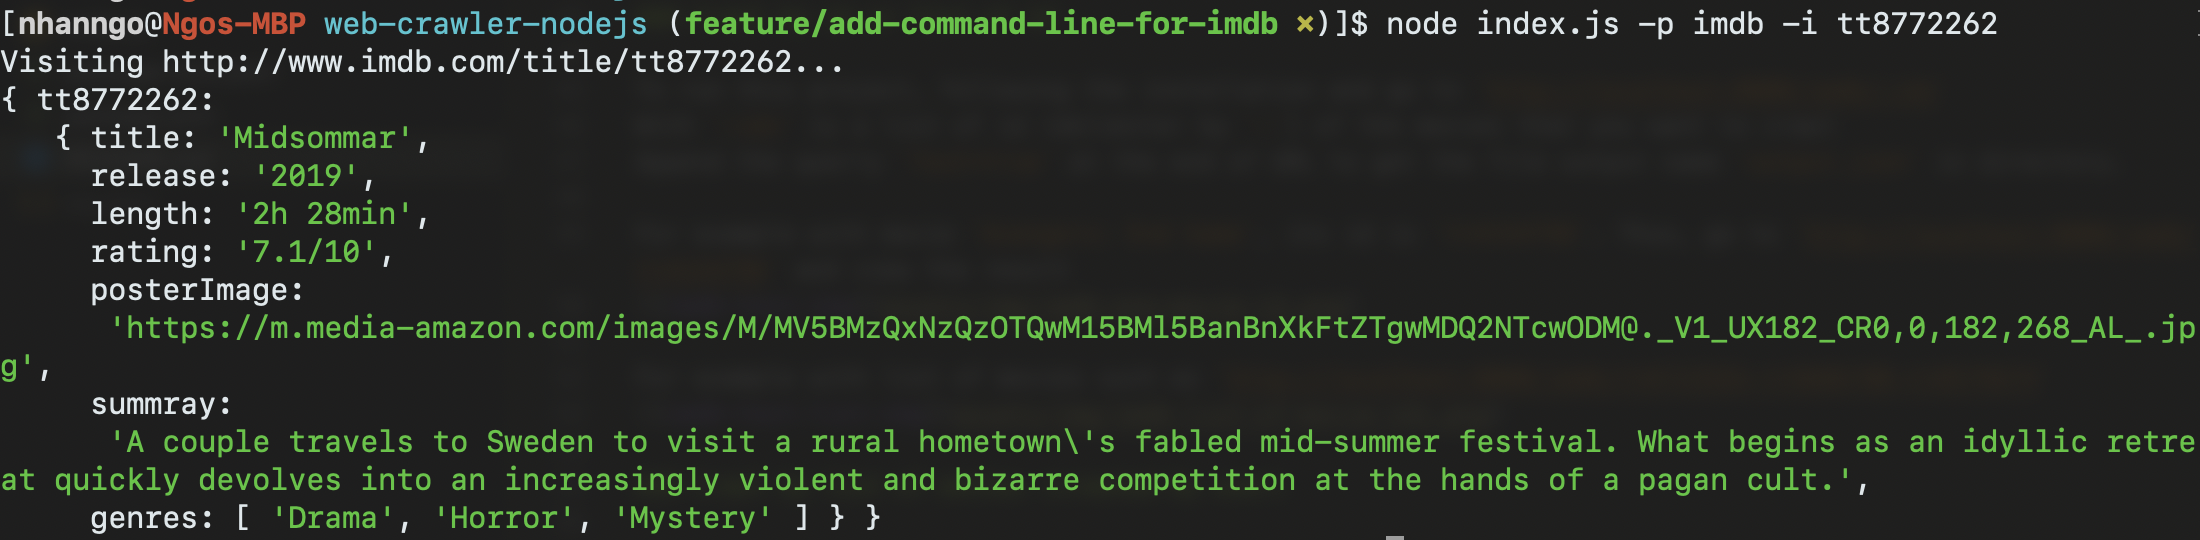 [nhanngo@Ngos-MBP web-crawler-nodejs (feature/add-command-line-for-imdb ×)]$ node index.js -p imdb -i tt8772262
Visiting http://www.imdb.com/title/tt8772262...
{ tt8772262:
   { title: 'Midsommar',
     release: '2019',
     length: '2h 28min',
     rating: '7.1/10',
     posterImage:
      'https://m.media-amazon.com/images/M/MV5BMzQxNzQzOTQwM15BMl5BanBnXkFtZTgwMDQ2NTcwODM@._V1_UX182_CR0,0,182,268_AL_.jp
g',
     summray:
      'A couple travels to Sweden to visit a rural hometown\'s fabled mid-summer festival. What begins as an idyllic retre
at quickly devolves into an increasingly violent and bizarre competition at the hands of a pagan cult.',
     genres: [ 'Drama', 'Horror', 'Mystery' ] } }